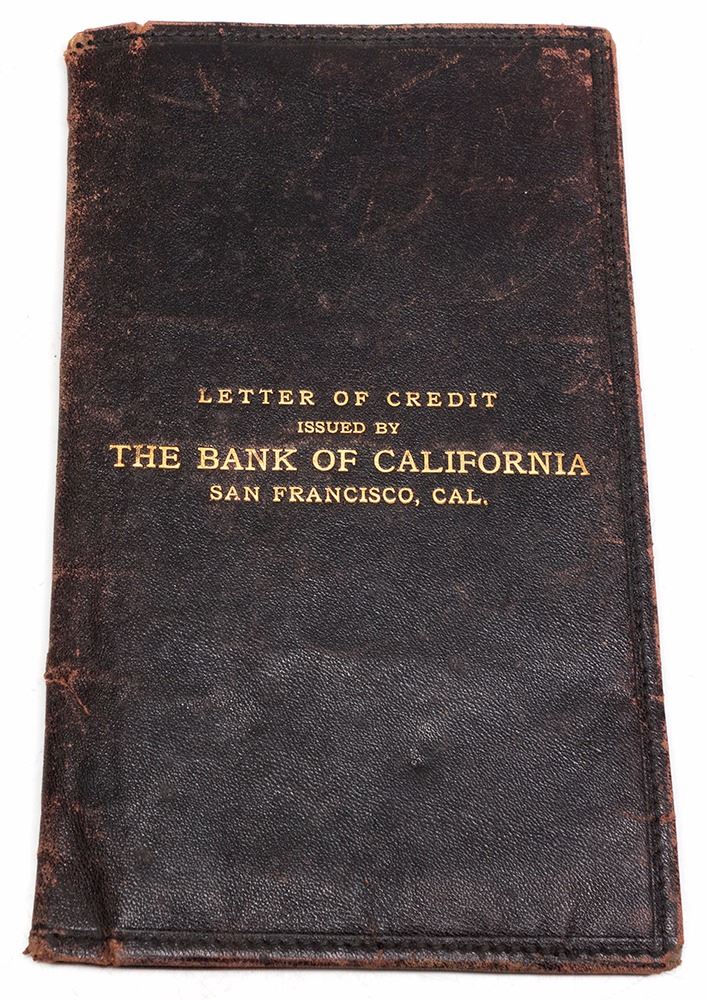 LETTER OF CREDIT
ISSUED BY
THE BANK OF CALIFORNIA
SAN FRANCISCO, CAL.